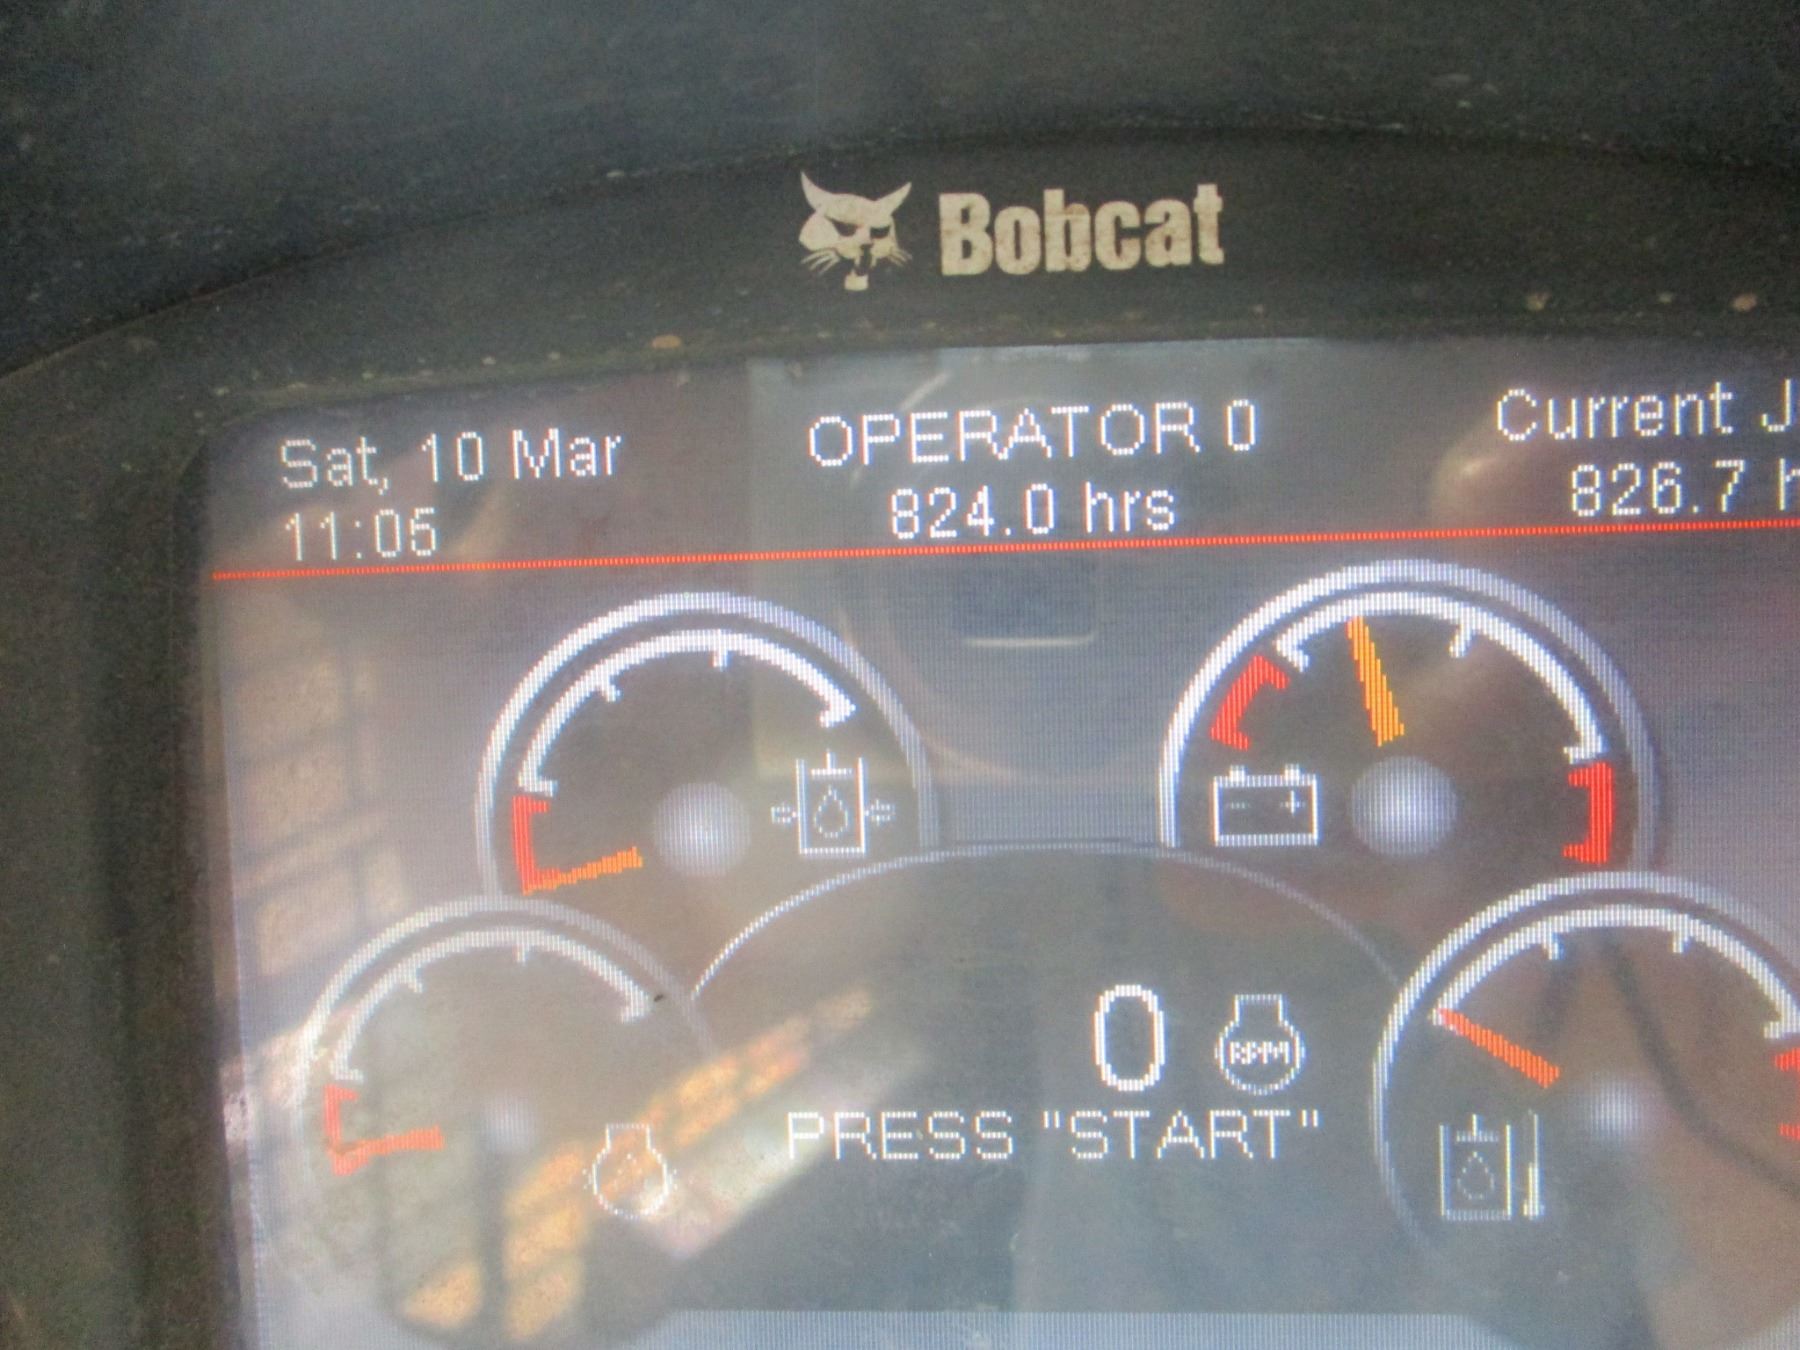 Bobcat
Sat, 10 Mar
11:05
OPERATOR 0
824.0 hrs
Current J
826.7 h
0 RPM
PRESS "START"